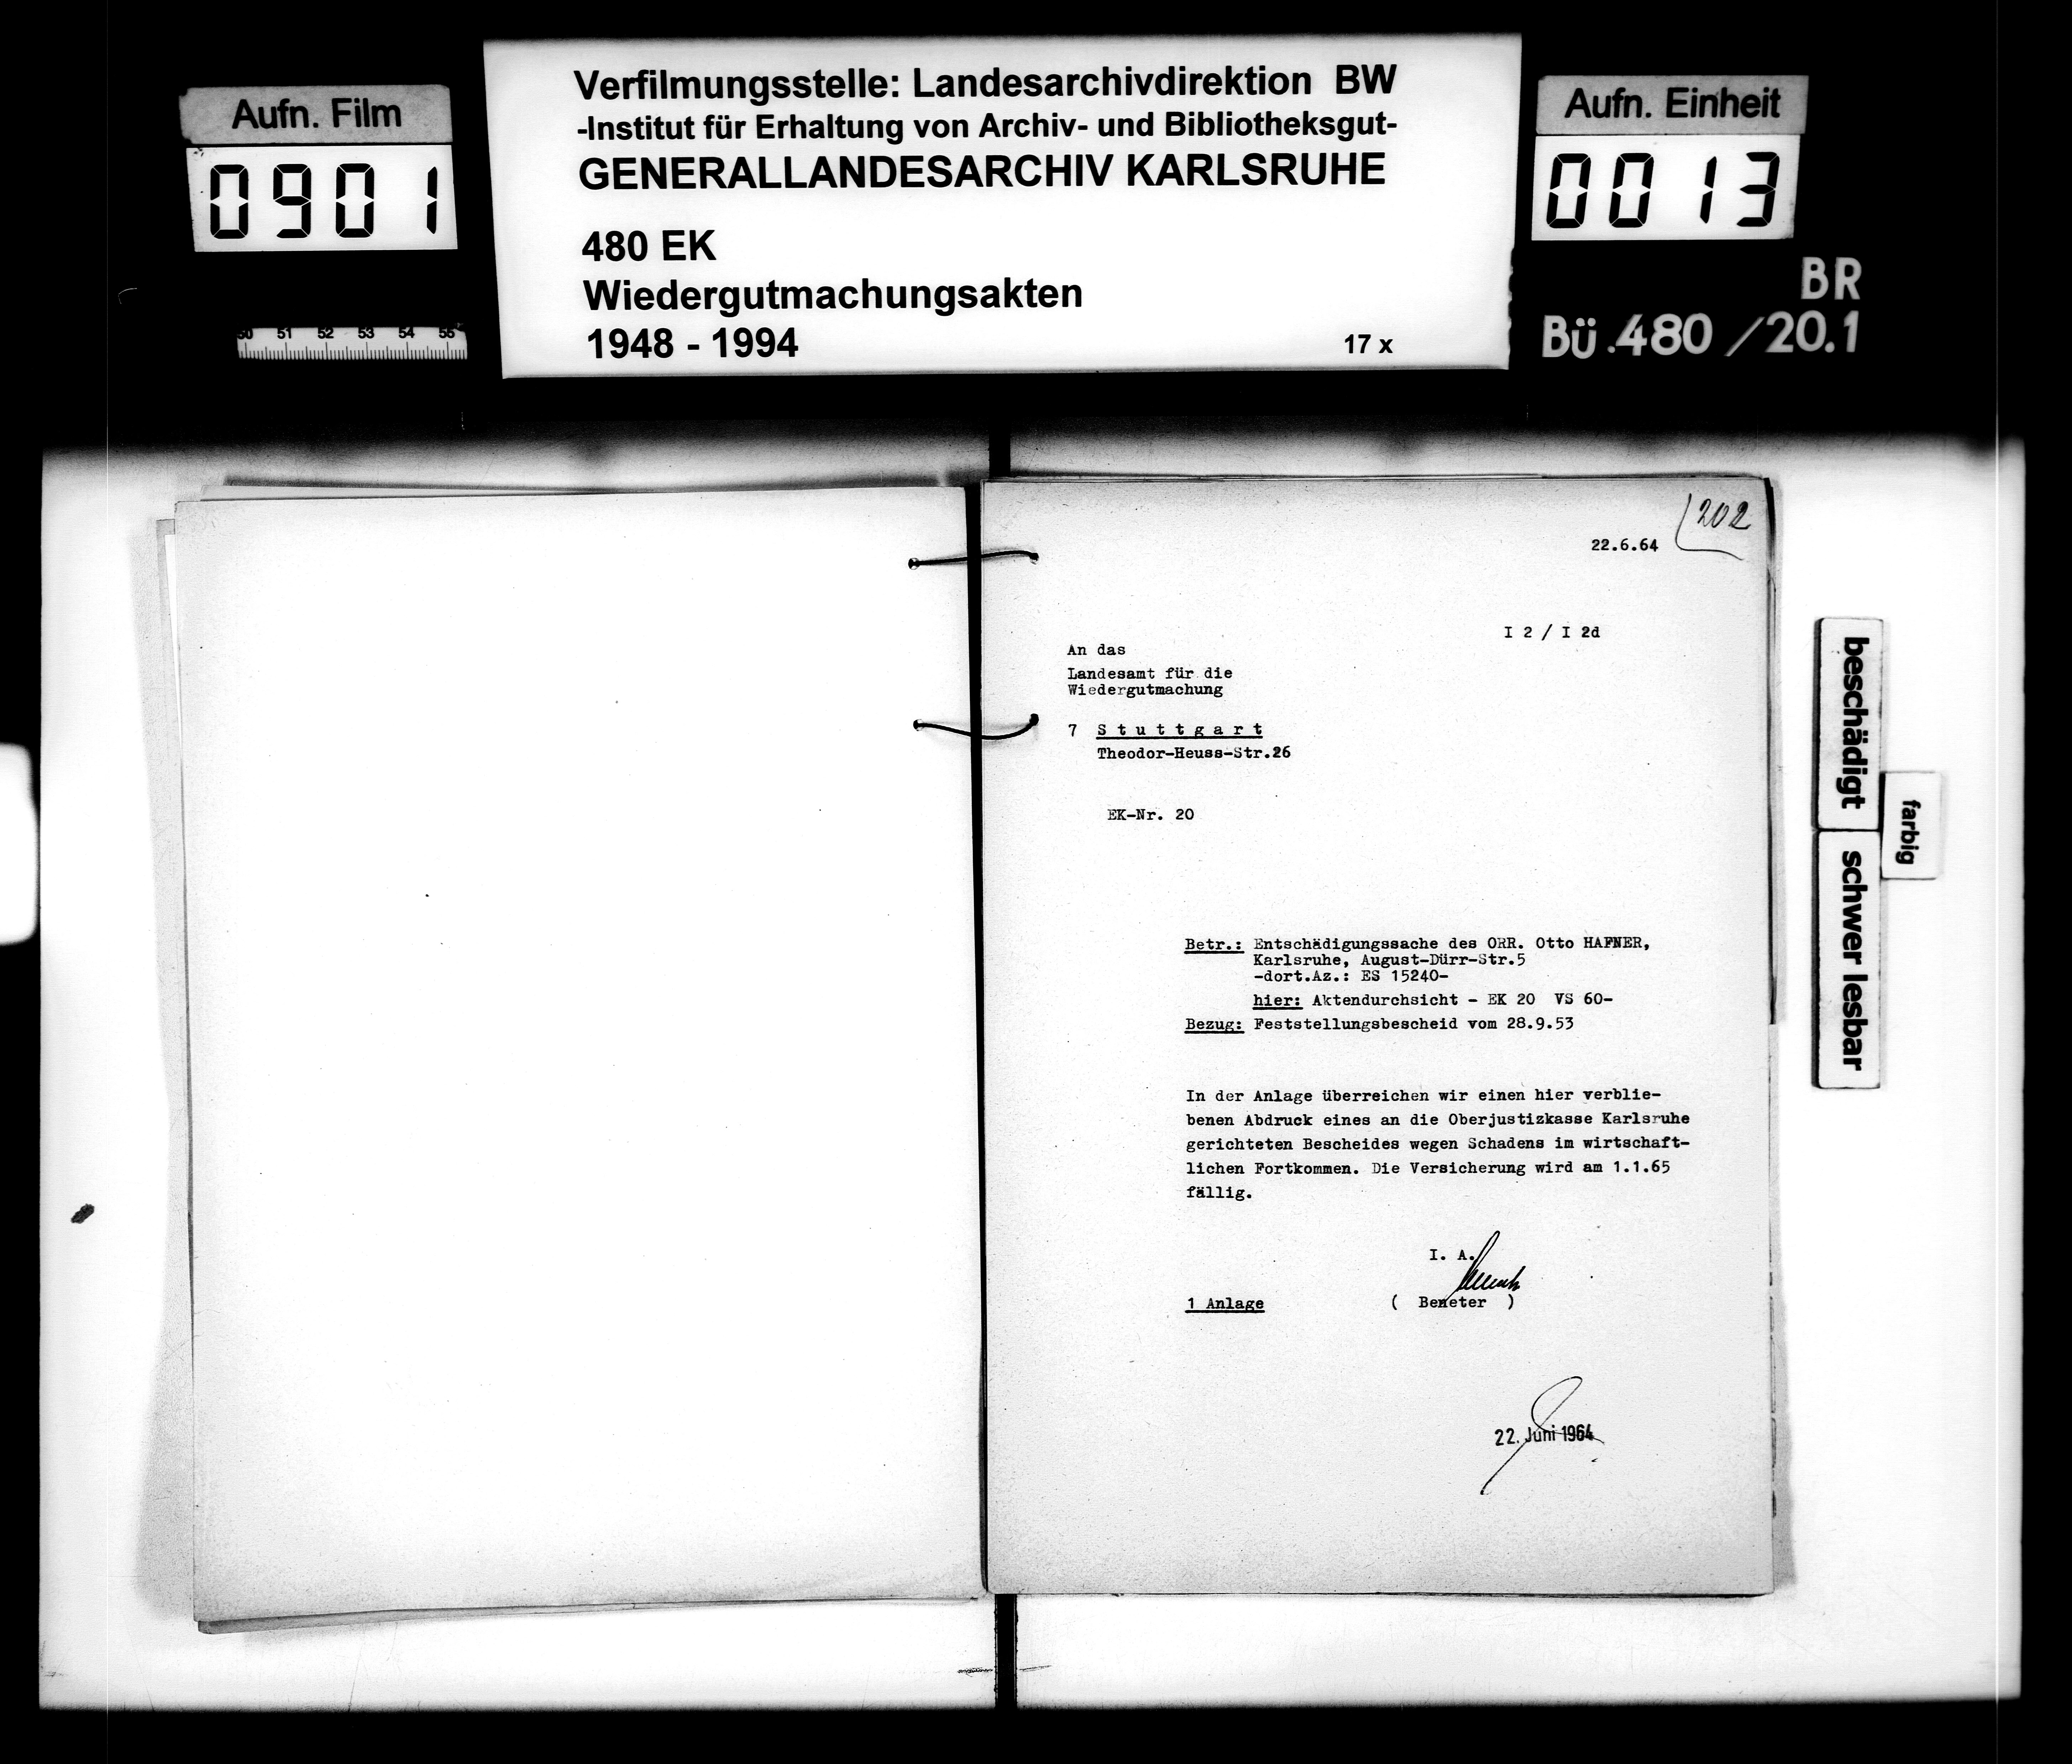 Aufn. Film
0901
Verfilmungsstelle: Landesarchivdirektion BW
-Institut für Erhaltung von Archiv- und Bibliotheksgut-
GENERALLANDESARCHIV KARLSRUHE
480 EK
Wiedergutmachungsakten
1948 - 1994
17 x
Aufn. Einheit
0013
BR
Bü.480/20.1
50 51 52 53 54 55
202
22.6.64
I 2 / I 2d
An das
Landesamt für die
Wiedergutmachung
7 Stuttgart
Theodor-Heuss-Str.26
EK-Nr. 20
Betr.: Entschädigungssache des ORR. Otto HAFNER,
Karlsruhe, August-Dürr-Str.5
-dort.Az.: ES 15240-
hier: Aktendurchsicht - EK 20 VS 60-
Bezug: Feststellungsbescheid vom 28.9.53
In der Anlage überreichen wir einen hier verblie-
benen Abdruck eines an die Oberjustizkasse Karlsruhe
gerichteten Bescheides wegen Schadens im wirtschaft-
lichen Fortkommen. Die Versicherung wird am 1.1.65
fällig.
I. A.
1 Anlage
( Beneter )
22. Juni 1964
beschädigt
farbig
schwer lesbar